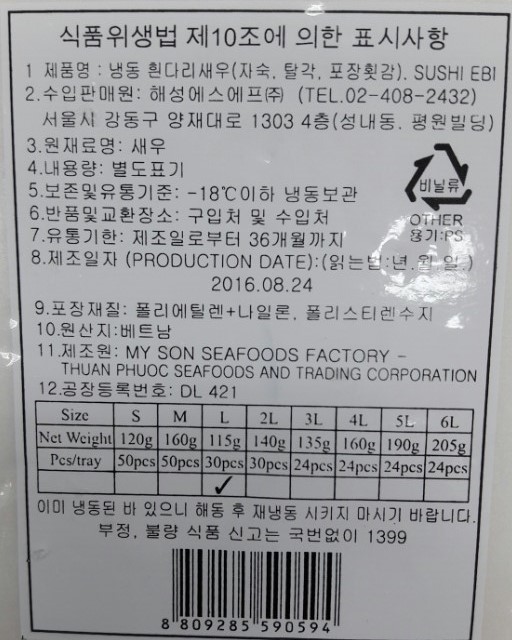 식품위생법 제10조에 의한 표시사항
1 제품명 : 냉동 흰다리새우(자숙, 탈각, 포장횟감). SUSHI EBI
2.수입판매원: 해성에스에프㈜ (TEL.02-408-2432)
서울시 강동구 양재대로 1303 4층(성내동. 평원빌딩)
3.원재료명: 새우
4.내용량: 별도표기
5.보존및유통기준: -18℃이하 냉동보관
6.반품및교환장소: 구입처 및 수입처
7.유통기한: 제조일로부터 36개월까지
비닐류
OTHER
용기:PS
8.제조일자 (PRODUCTION DATE):(읽는법:년.월.일.)
2016.08.24
9.포장재질: 폴리에틸렌+나일론, 폴리스티렌수지
10.원산지:베트남
11.제조원: MY SON SEAFOODS FACTORY -
THUAN PHUOC SEAFOODS AND TRADING CORPORATION
12.공장등록번호: DL 421
Size S M L 2L 3L 4L 5L 6L
Net Weight 120g 160g 115g 140g 135g 160g 190g 205g
Pcs/tray 50pcs 50pcs 30pcs 30pcs 24pcs 24pcs 24pcs 24pcs
✓
이미 냉동된 바 있으니 해동 후 재냉동 시키지 마시기 바랍니다.
부정, 불량 식품 신고는 국번없이 1399
8 809285 590594